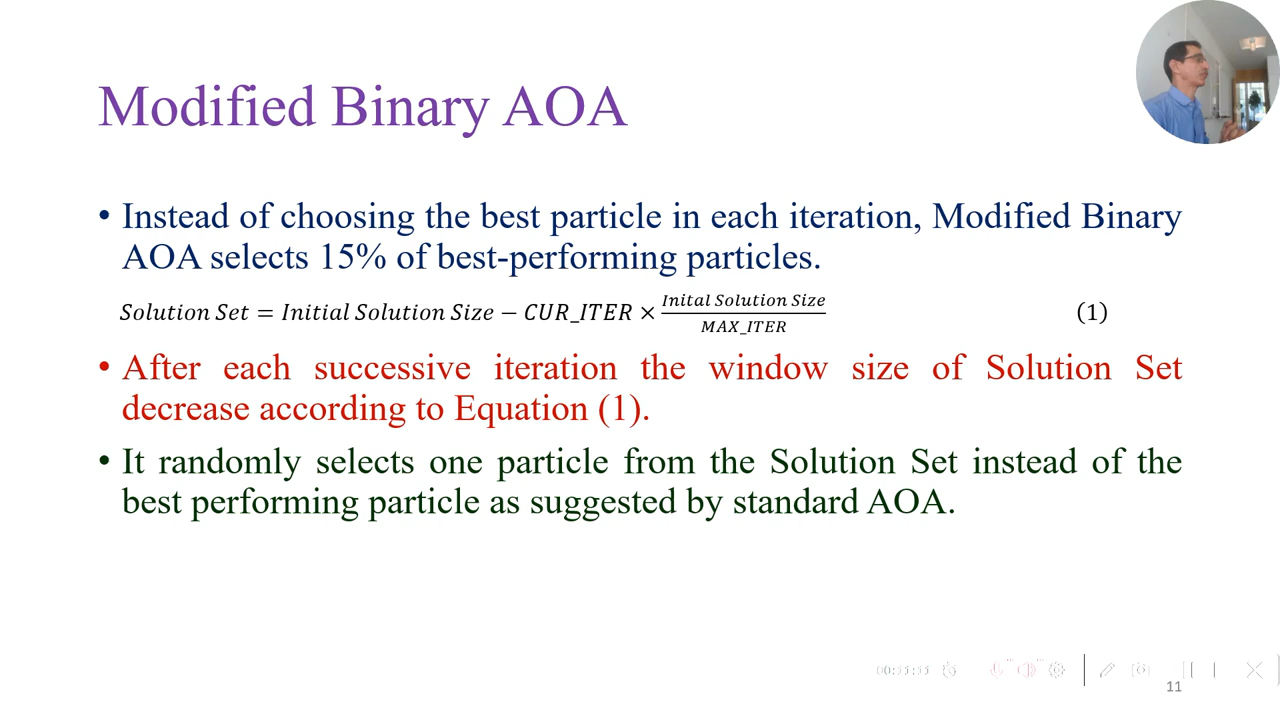 Modified Binary AOA
• Instead of choosing the best particle in each iteration, Modified Binary
AOA selects 15% of best-performing particles.
Solution Set = Initial Solution Size − CUR_ITER × Inital Solution Size / MAX_ITER (1)
• After each successive iteration the window size of Solution Set
decrease according to Equation (1).
• It randomly selects one particle from the Solution Set instead of the
best performing particle as suggested by standard AOA.
11